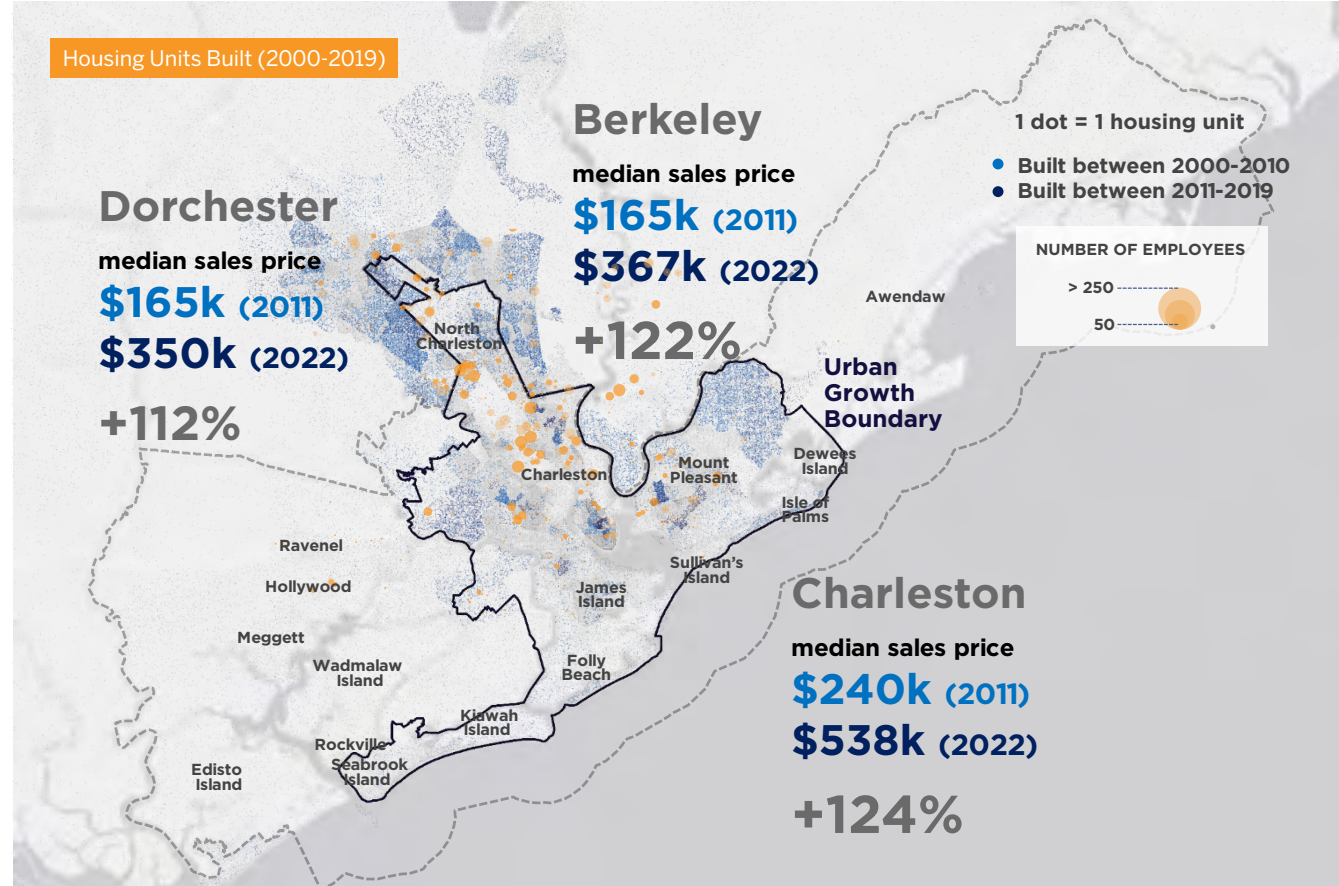 Housing Units Built (2000-2019)
Berkeley
median sales price
$165k (2011)
$367k (2022)
+122%
Dorchester
median sales price
$165k (2011)
$350k (2022)
+112%
1 dot = 1 housing unit
Built between 2000-2010
Built between 2011-2019
NUMBER OF EMPLOYEES
> 250
50
Awendaw
North
Charleston
Urban
Growth
Boundary
Charleston
Mount
Pleasant
Dewees
Island
Isle of
Palms
Ravenel
Hollywood
Meggett
Wadmalaw
Island
Sullivan's
Island
James
Island
Folly
Beach
Kiawah
Island
Rockville
Seabrook
Island
Edisto
Island
Charleston
median sales price
$240k (2011)
$538k (2022)
+124%